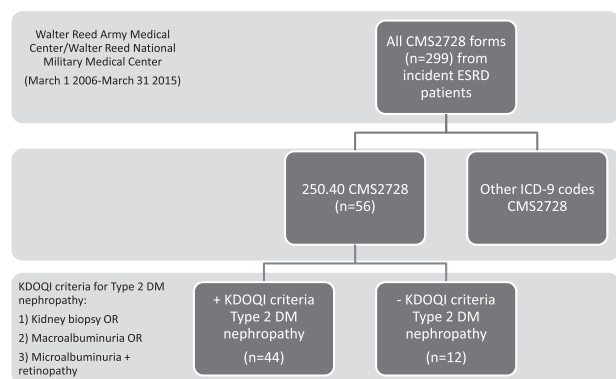 Walter Reed Army Medical
Center/Walter Reed National
Military Medical Center
(March 1 2006-March 31 2015)
All CMS2728 forms
(n=299) from
incident ESRD
patients
250.40 CMS2728
(n=56)
Other ICD-9 codes
CMS2728
KDOQI criteria for Type 2 DM
nephropathy:
1) Kidney biopsy OR
2) Macroalbuminuria OR
3) Microalbuminuria +
retinopathy
+ KDOQI criteria
Type 2 DM
nephropathy
(n=44)
- KDOQI criteria
Type 2 DM
nephropathy
(n=12)